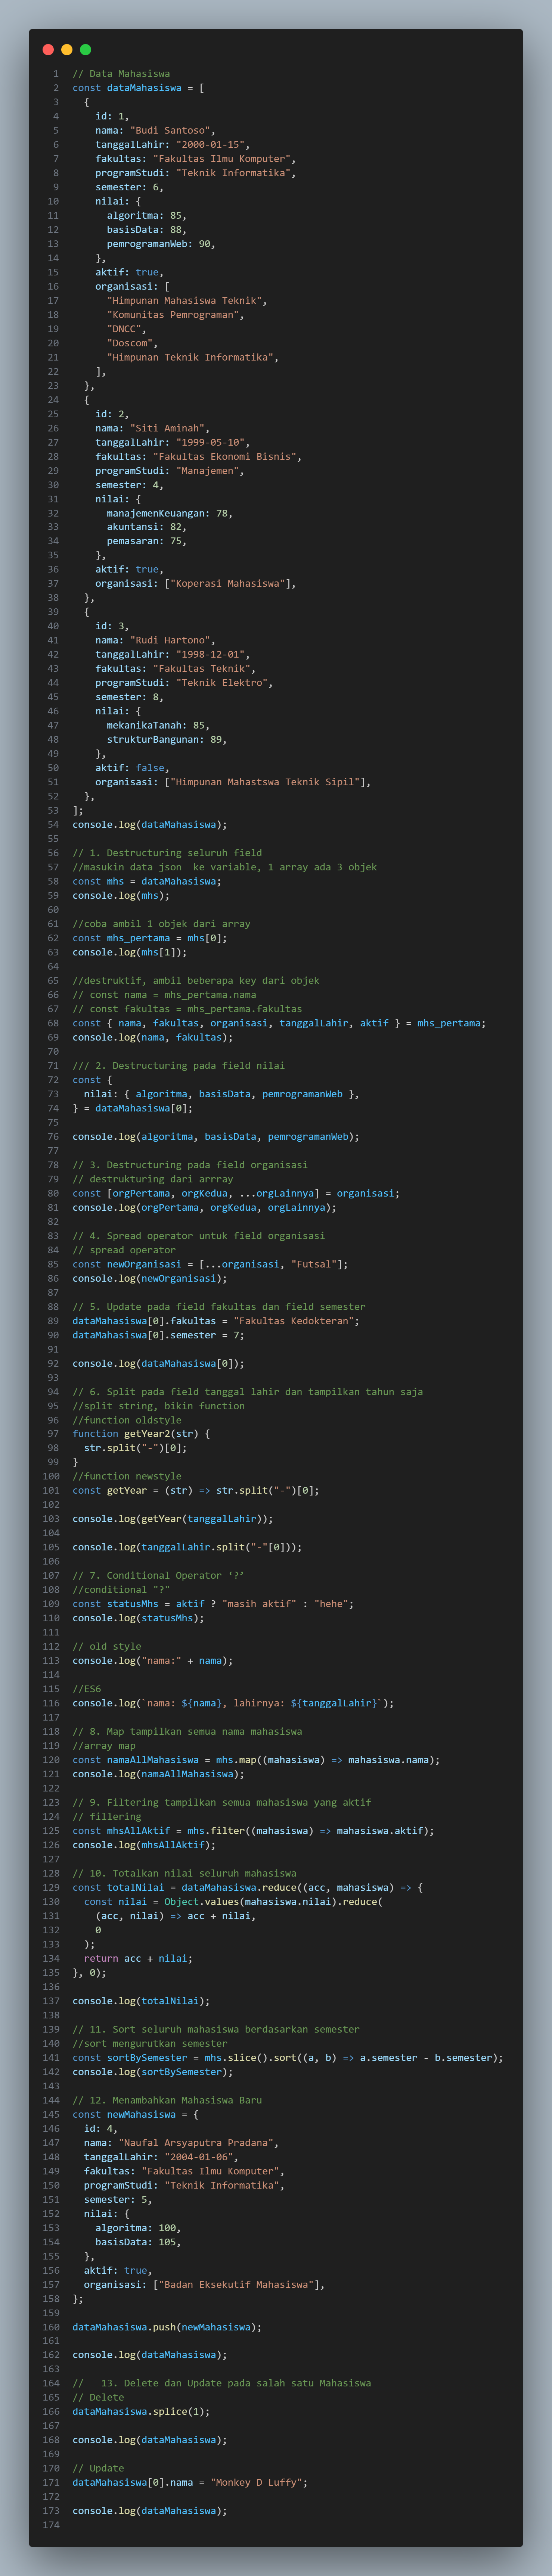 1 // Data Mahasiswa
2 const dataMahasiswa = [
3   {
4     id: 1,
5     nama: "Budi Santoso",
6     tanggalLahir: "2000-01-15",
7     fakultas: "Fakultas Ilmu Komputer",
8     programStudi: "Teknik Informatika",
9     semester: 6,
10     nilai: {
11       algoritma: 85,
12       basisData: 88,
13       pemrogramanWeb: 90,
14     },
15     aktif: true,
16     organisasi: [
17       "Himpunan Mahasiswa Teknik",
18       "Komunitas Pemrograman",
19       "DNCC",
20       "Doscom",
21       "Himpunan Teknik Informatika",
22     ],
23   },
24   {
25     id: 2,
26     nama: "Siti Aminah",
27     tanggalLahir: "1999-05-10",
28     fakultas: "Fakultas Ekonomi Bisnis",
29     programStudi: "Manajemen",
30     semester: 4,
31     nilai: {
32       manajemenKeuangan: 78,
33       akuntansi: 82,
34       pemasaran: 75,
35     },
36     aktif: true,
37     organisasi: ["Koperasi Mahasiswa"],
38   },
39   {
40     id: 3,
41     nama: "Rudi Hartono",
42     tanggalLahir: "1998-12-01",
43     fakultas: "Fakultas Teknik",
44     programStudi: "Teknik Elektro",
45     semester: 8,
46     nilai: {
47       mekanikaTanah: 85,
48       strukturBangunan: 89,
49     },
50     aktif: false,
51     organisasi: ["Himpunan Mahastswa Teknik Sipil"],
52   },
53 ];
54 console.log(dataMahasiswa);
55
56 // 1. Destructuring seluruh field
57 //masukin data json  ke variable, 1 array ada 3 objek
58 const mhs = dataMahasiswa;
59 console.log(mhs);
60
61 //coba ambil 1 objek dari array
62 const mhs_pertama = mhs[0];
63 console.log(mhs[1]);
64
65 //destruktif, ambil beberapa key dari objek
66 // const nama = mhs_pertama.nama
67 // const fakultas = mhs_pertama.fakultas
68 const { nama, fakultas, organisasi, tanggalLahir, aktif } = mhs_pertama;
69 console.log(nama, fakultas);
70
71 /// 2. Destructuring pada field nilai
72 const {
73   nilai: { algoritma, basisData, pemrogramanWeb },
74 } = dataMahasiswa[0];
75
76 console.log(algoritma, basisData, pemrogramanWeb);
77
78 // 3. Destructuring pada field organisasi
79 // destrukturing dari arrray
80 const [orgPertama, orgKedua, ...orgLainnya] = organisasi;
81 console.log(orgPertama, orgKedua, orgLainnya);
82
83 // 4. Spread operator untuk field organisasi
84 // spread operator
85 const newOrganisasi = [...organisasi, "Futsal"];
86 console.log(newOrganisasi);
87
88 // 5. Update pada field fakultas dan field semester
89 dataMahasiswa[0].fakultas = "Fakultas Kedokteran";
90 dataMahasiswa[0].semester = 7;
91
92 console.log(dataMahasiswa[0]);
93
94 // 6. Split pada field tanggal lahir dan tampilkan tahun saja
95 //split string, bikin function
96 //function oldstyle
97 function getYear2(str) {
98   str.split("-")[0];
99 }
100 //function newstyle
101 const getYear = (str) => str.split("-")[0];
102
103 console.log(getYear(tanggalLahir));
104
105 console.log(tanggalLahir.split("-"[0]));
106
107 // 7. Conditional Operator ‘?’
108 //conditional "?"
109 const statusMhs = aktif ? "masih aktif" : "hehe";
110 console.log(statusMhs);
111
112 // old style
113 console.log("nama:" + nama);
114
115 //ES6
116 console.log(`nama: ${nama}, lahirnya: ${tanggalLahir}`);
117
118 // 8. Map tampilkan semua nama mahasiswa
119 //array map
120 const namaAllMahasiswa = mhs.map((mahasiswa) => mahasiswa.nama);
121 console.log(namaAllMahasiswa);
122
123 // 9. Filtering tampilkan semua mahasiswa yang aktif
124 // fillering
125 const mhsAllAktif = mhs.filter((mahasiswa) => mahasiswa.aktif);
126 console.log(mhsAllAktif);
127
128 // 10. Totalkan nilai seluruh mahasiswa
129 const totalNilai = dataMahasiswa.reduce((acc, mahasiswa) => {
130   const nilai = Object.values(mahasiswa.nilai).reduce(
131     (acc, nilai) => acc + nilai,
132     0
133   );
134   return acc + nilai;
135 }, 0);
136
137 console.log(totalNilai);
138
139 // 11. Sort seluruh mahasiswa berdasarkan semester
140 //sort mengurutkan semester
141 const sortBySemester = mhs.slice().sort((a, b) => a.semester - b.semester);
142 console.log(sortBySemester);
143
144 // 12. Menambahkan Mahasiswa Baru
145 const newMahasiswa = {
146   id: 4,
147   nama: "Naufal Arsyaputra Pradana",
148   tanggalLahir: "2004-01-06",
149   fakultas: "Fakultas Ilmu Komputer",
150   programStudi: "Teknik Informatika",
151   semester: 5,
152   nilai: {
153     algoritma: 100,
154     basisData: 105,
155   },
156   aktif: true,
157   organisasi: ["Badan Eksekutif Mahasiswa"],
158 };
159
160 dataMahasiswa.push(newMahasiswa);
161
162 console.log(dataMahasiswa);
163
164 //   13. Delete dan Update pada salah satu Mahasiswa
165 // Delete
166 dataMahasiswa.splice(1);
167
168 console.log(dataMahasiswa);
169
170 // Update
171 dataMahasiswa[0].nama = "Monkey D Luffy";
172
173 console.log(dataMahasiswa);
174